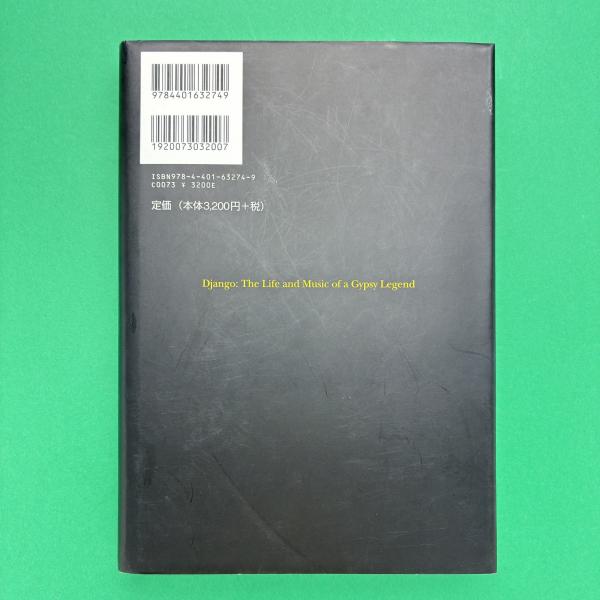 9784401632749
1920073032007
ISBN978-4-401-63274-9
C0073 ¥ 3200E
定価（本体3,200円＋税）
Django: The Life and Music of a Gypsy Legend